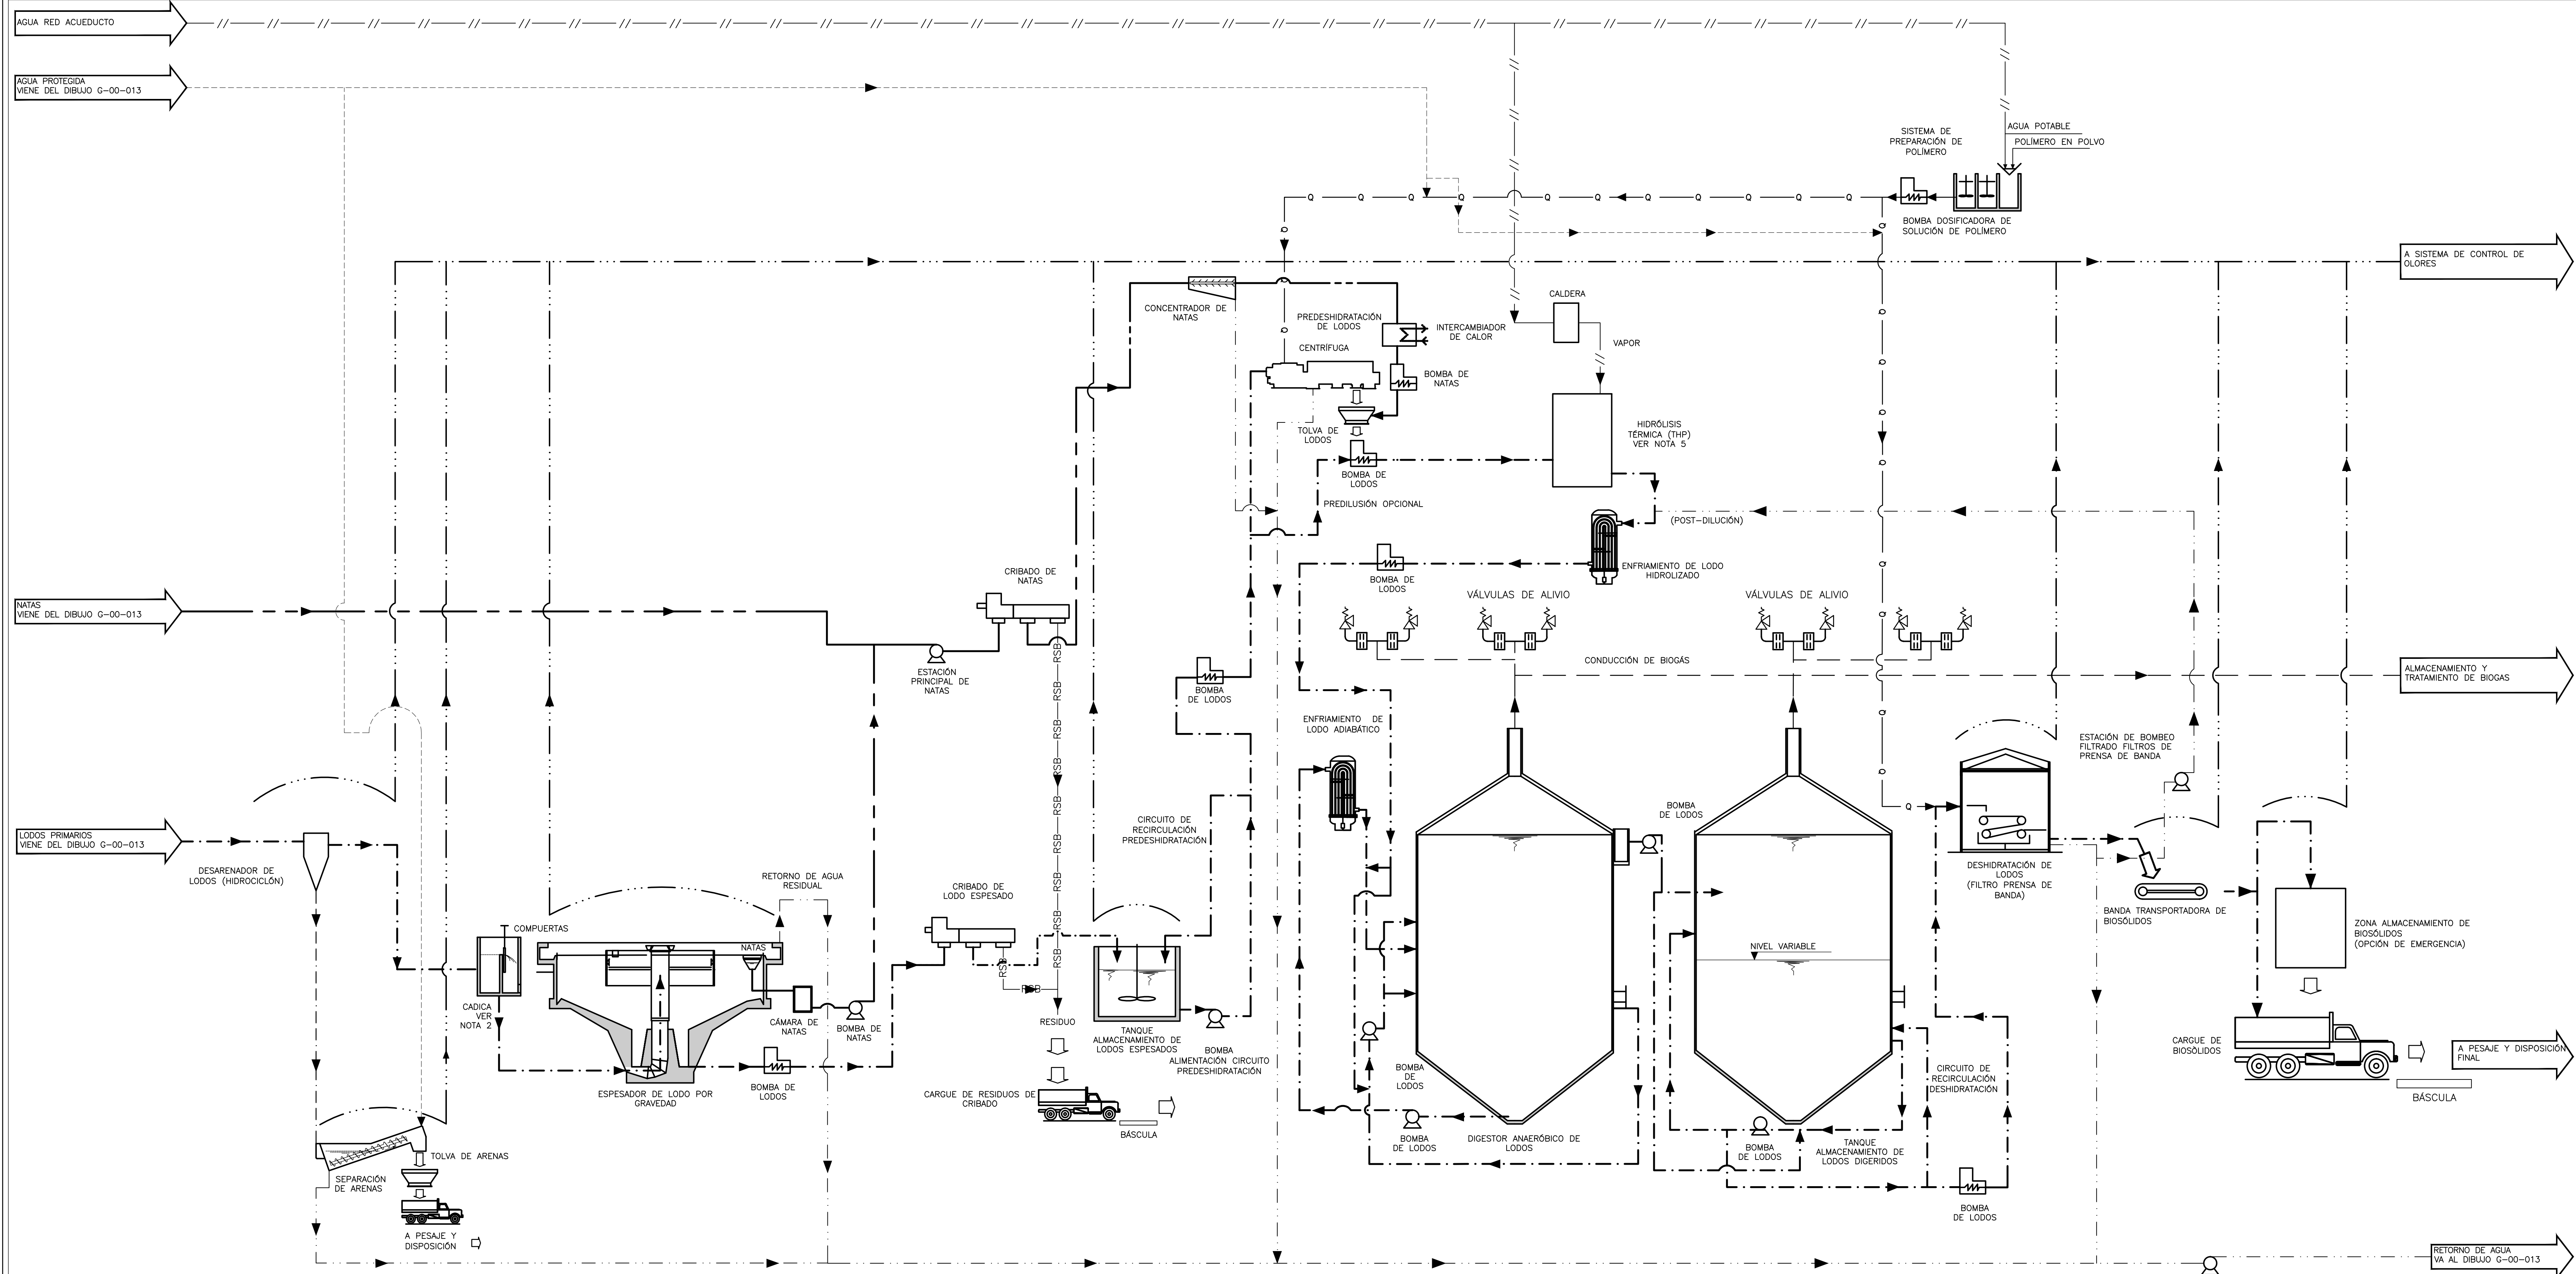 AGUA RED ACUEDUCTO
AGUA PROTEGIDA
VIENE DEL DIBUJO G-00-013
SISTEMA DE
PREPARACIÓN DE
POLÍMERO
AGUA POTABLE
POLÍMERO EN POLVO
BOMBA DOSIFICADORA DE
SOLUCIÓN DE POLÍMERO
Q Q Q Q Q Q Q Q Q Q Q
A SISTEMA DE CONTROL DE
OLORES
CONCENTRADOR DE
NATAS
PREDESHIDRATACIÓN
DE LODOS
CENTRÍFUGA
INTERCAMBIADOR
DE CALOR
BOMBA DE
NATAS
CALDERA
VAPOR
TOLVA DE
LODOS
BOMBA DE
LODOS
HIDRÓLISIS
TÉRMICA (THP)
VER NOTA 5
PREDILUSIÓN OPCIONAL
(POST-DILUCIÓN)
ENFRIAMIENTO DE LODO
HIDROLIZADO
BOMBA DE
LODOS
NATAS
VIENE DEL DIBUJO G-00-013
CRIBADO DE
NATAS
ESTACIÓN
PRINCIPAL DE
NATAS
RSB RSB RSB RSB RSB RSB RSB RSB RSB
VÁLVULAS DE ALIVIO
VÁLVULAS DE ALIVIO
CONDUCCIÓN DE BIOGÁS
ALMACENAMIENTO Y
TRATAMIENTO DE BIOGAS
BOMBA
DE LODOS
ENFRIAMIENTO DE
LODO ADIABÁTICO
ESTACIÓN DE BOMBEO
FILTRADO FILTROS DE
PRENSA DE BANDA
LODOS PRIMARIOS
VIENE DEL DIBUJO G-00-013
DESARENADOR DE
LODOS (HIDROCICLÓN)
CIRCUITO DE
RECIRCULACIÓN
PREDESHIDRATACIÓN
BOMBA
DE LODOS
Q
DESHIDRATACIÓN DE
LODOS
(FILTRO PRENSA DE
BANDA)
BANDA TRANSPORTADORA DE
BIOSÓLIDOS
ZONA ALMACENAMIENTO DE
BIOSÓLIDOS
(OPCIÓN DE EMERGENCIA)
RETORNO DE AGUA
RESIDUAL
CRIBADO DE
LODO ESPESADO
COMPUERTAS
NATAS
NIVEL VARIABLE
RSB
RSB
CADICA
VER
NOTA 2
CÁMARA DE
NATAS
BOMBA DE
NATAS
RESIDUO
TANQUE
ALMACENAMIENTO DE
LODOS ESPESADOS
BOMBA
ALIMENTACIÓN CIRCUITO
PREDESHIDRATACIÓN
ESPESADOR DE LODO POR
GRAVEDAD
BOMBA DE
LODOS
CARGUE DE RESIDUOS DE
CRIBADO
BÁSCULA
BOMBA
DE
LODOS
BOMBA
DE LODOS
DIGESTOR ANAERÓBICO DE
LODOS
BOMBA
DE LODOS
TANQUE
ALMACENAMIENTO DE
LODOS DIGERIDOS
CIRCUITO DE
RECIRCULACIÓN
DESHIDRATACIÓN
BOMBA
DE LODOS
CARGUE DE
BIOSÒLIDOS
A PESAJE Y DISPOSICIÓN
FINAL
BÁSCULA
TOLVA DE ARENAS
SEPARACIÓN
DE ARENAS
A PESAJE Y
DISPOSICIÓN
RETORNO DE AGUA
VA AL DIBUJO G-00-013